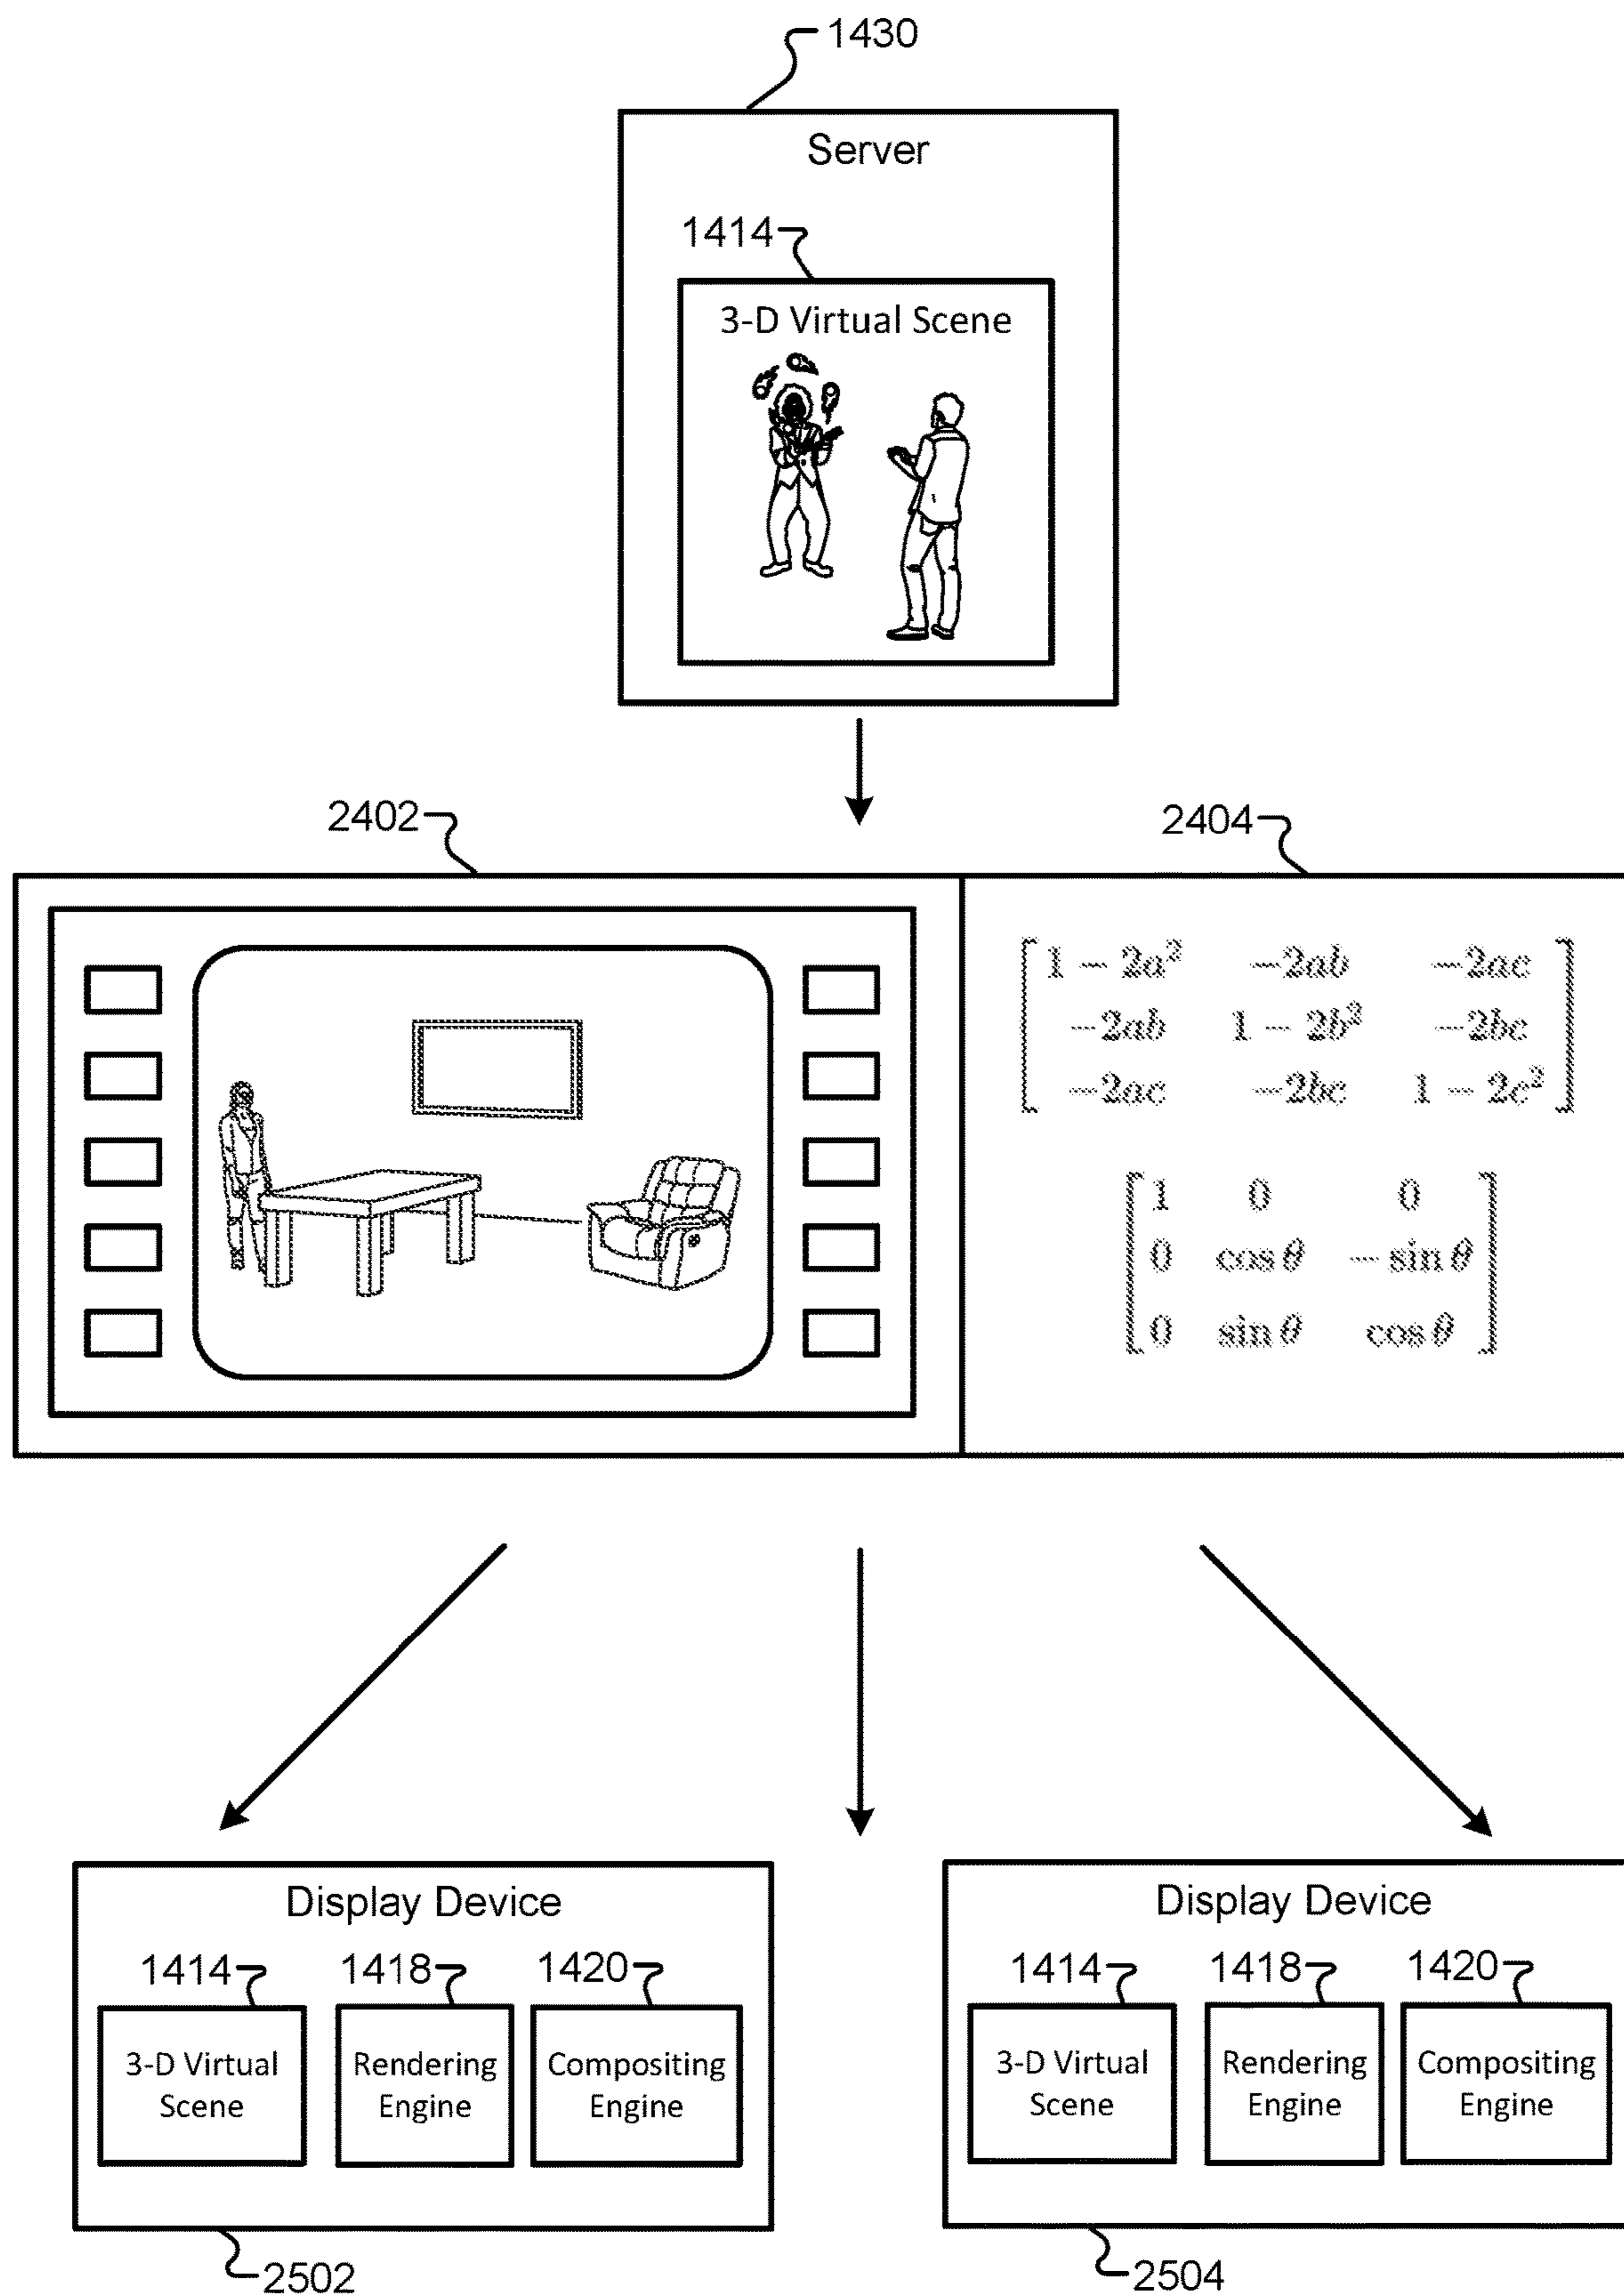 1430
Server
1414
3-D Virtual Scene
2402
2404
1 − 2a² −2ab −2ac
−2ab 1 − 2b² −2bc
−2ac −2bc 1 − 2c²
1 0 0
0 cos θ − sin θ
0 sin θ cos θ
Display Device
1414 1418 1420
3-D Virtual Scene
Rendering Engine
Compositing Engine
2502
Display Device
1414 1418 1420
3-D Virtual Scene
Rendering Engine
Compositing Engine
2504